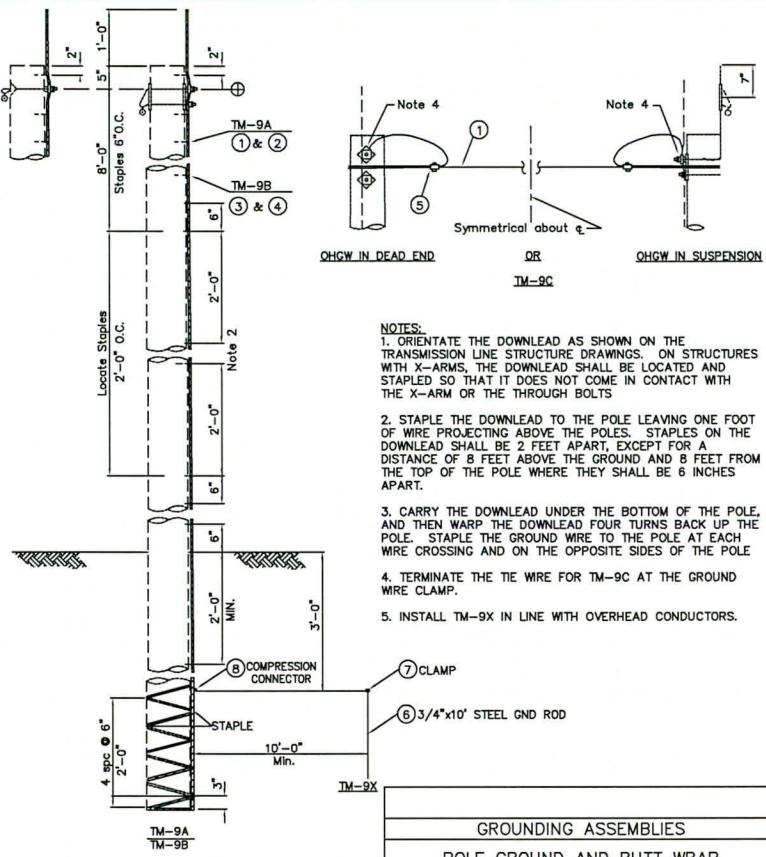 2"
1'-0"
2"
5"
8'-0"
Staples 6"O.C.
TM-9A
1 & 2
TM-9B
3 & 4
6"
2'-0"
Locate Staples
2'-0" O.C.
Note 2
2'-0"
6"
6"
2'-0"
MIN.
3'-0"
8 COMPRESSION
CONNECTOR
7 CLAMP
STAPLE
6 3/4"x10' STEEL GND ROD
4 spc @ 6"
2'-0"
10'-0"
Min.
3"
TM-9X
TM-9A
TM-9B
Note 4
1
Note 4
7"
5
Symmetrical about ℄
OHGW IN DEAD END
OR
OHGW IN SUSPENSION
TM-9C
NOTES:
1. ORIENTATE THE DOWNLEAD AS SHOWN ON THE
TRANSMISSION LINE STRUCTURE DRAWINGS. ON STRUCTURES
WITH X-ARMS, THE DOWNLEAD SHALL BE LOCATED AND
STAPLED SO THAT IT DOES NOT COME IN CONTACT WITH
THE X-ARM OR THE THROUGH BOLTS
2. STAPLE THE DOWNLEAD TO THE POLE LEAVING ONE FOOT
OF WIRE PROJECTING ABOVE THE POLES. STAPLES ON THE
DOWNLEAD SHALL BE 2 FEET APART, EXCEPT FOR A
DISTANCE OF 8 FEET ABOVE THE GROUND AND 8 FEET FROM
THE TOP OF THE POLE WHERE THEY SHALL BE 6 INCHES
APART.
3. CARRY THE DOWNLEAD UNDER THE BOTTOM OF THE POLE,
AND THEN WARP THE DOWNLEAD FOUR TURNS BACK UP THE
POLE. STAPLE THE GROUND WIRE TO THE POLE AT EACH
WIRE CROSSING AND ON THE OPPOSITE SIDES OF THE POLE
4. TERMINATE THE TIE WIRE FOR TM-9C AT THE GROUND
WIRE CLAMP.
5. INSTALL TM-9X IN LINE WITH OVERHEAD CONDUCTORS.
GROUNDING ASSEMBLIES
POLE GROUND AND BUTT WRAP